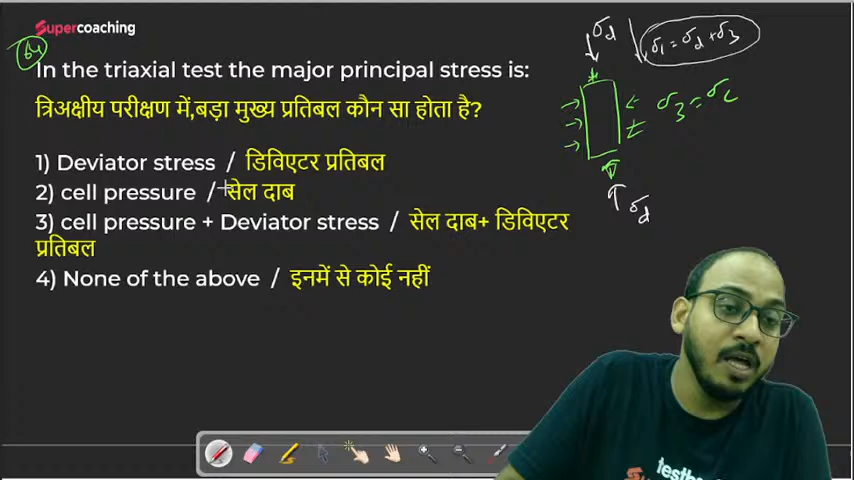 Supercoaching
64
In the triaxial test the major principal stress is:
त्रिअक्षीय परीक्षण में,बड़ा मुख्य प्रतिबल कौन सा होता है?
1) Deviator stress / डिविएटर प्रतिबल
2) cell pressure / सेल दाब
3) cell pressure + Deviator stress / सेल दाब+ डिविएटर
प्रतिबल
4) None of the above / इनमें से कोई नहीं
σd
σ1 = σd + σ3
σ3 = σc
σd